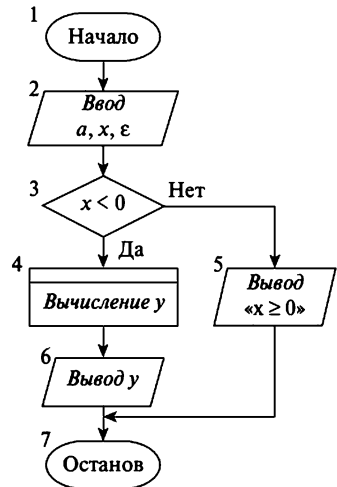 1
Начало
2
Ввод
a, x, ε
3
x < 0
Нет
Да
4
Вычисление y
5
Вывод
«x ≥ 0»
6
Вывод y
7
Останов